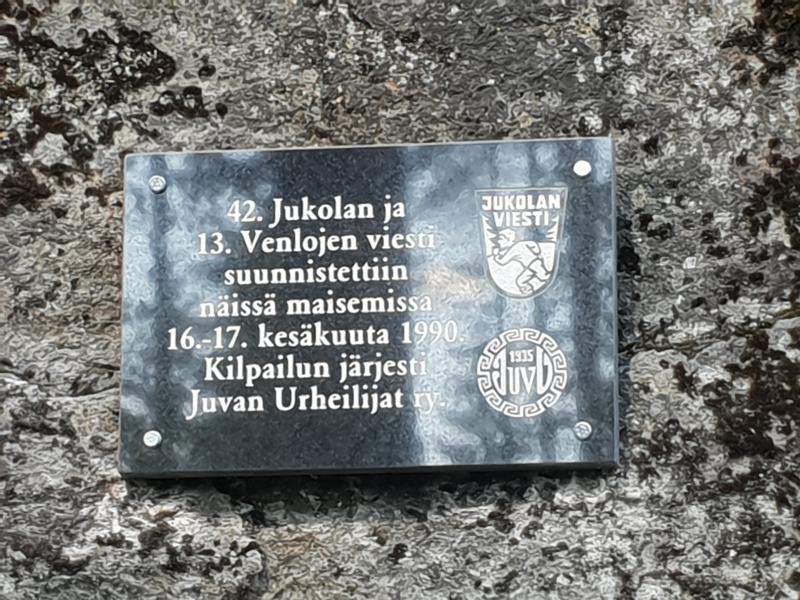 42. Jukolan ja
13. Venlojen viesti
suunnistettiin
näissä maisemissa
16.-17. kesäkuuta 1990.
Kilpailun järjesti
Juvan Urheilijat ry.
JUKOLAN
VIESTI
1935
JuvU